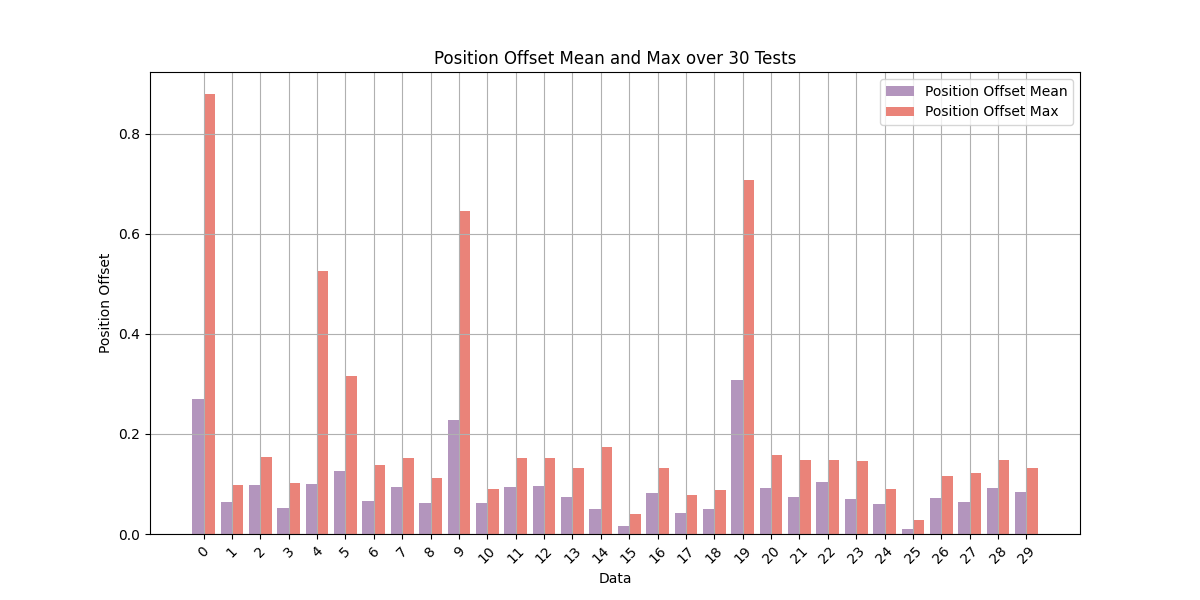 Position Offset Mean and Max over 30 Tests
Position Offset Mean
Position Offset Max
Position Offset
0.8
0.6
0.4
0.2
0.0
0 1 2 3 4 5 6 7 8 9 10 11 12 13 14 15 16 17 18 19 20 21 22 23 24 25 26 27 28 29
Data